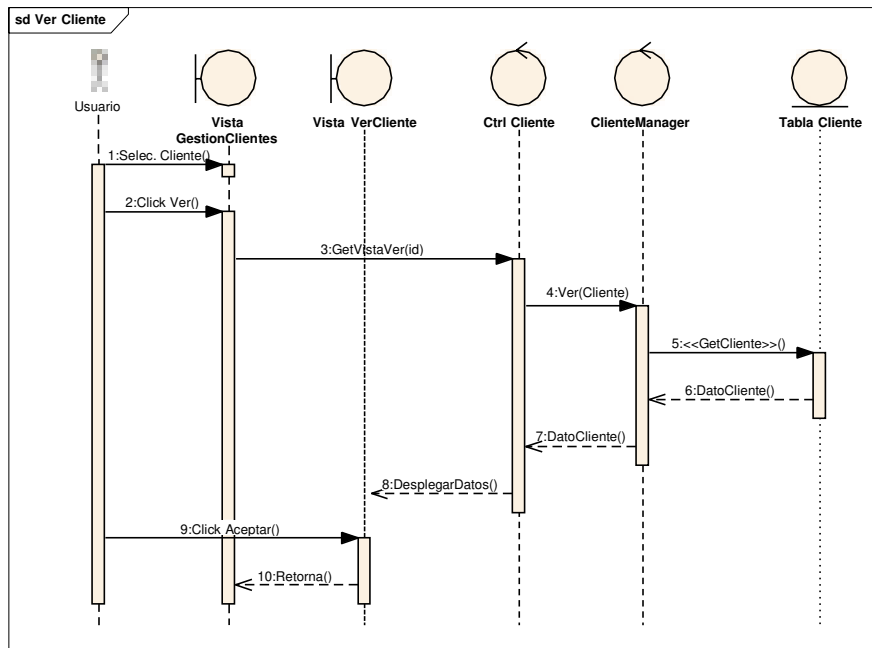 sd Ver Cliente
Usuario
Vista
GestionClientes
Vista VerCliente
Ctrl Cliente
ClienteManager
Tabla Cliente
1:Selec. Cliente()
2:Click Ver()
3:GetVistaVer(id)
4:Ver(Cliente)
5:<<GetCliente>>()
6:DatoCliente()
7:DatoCliente()
8:DesplegarDatos()
9:Click Aceptar()
10:Retorna()